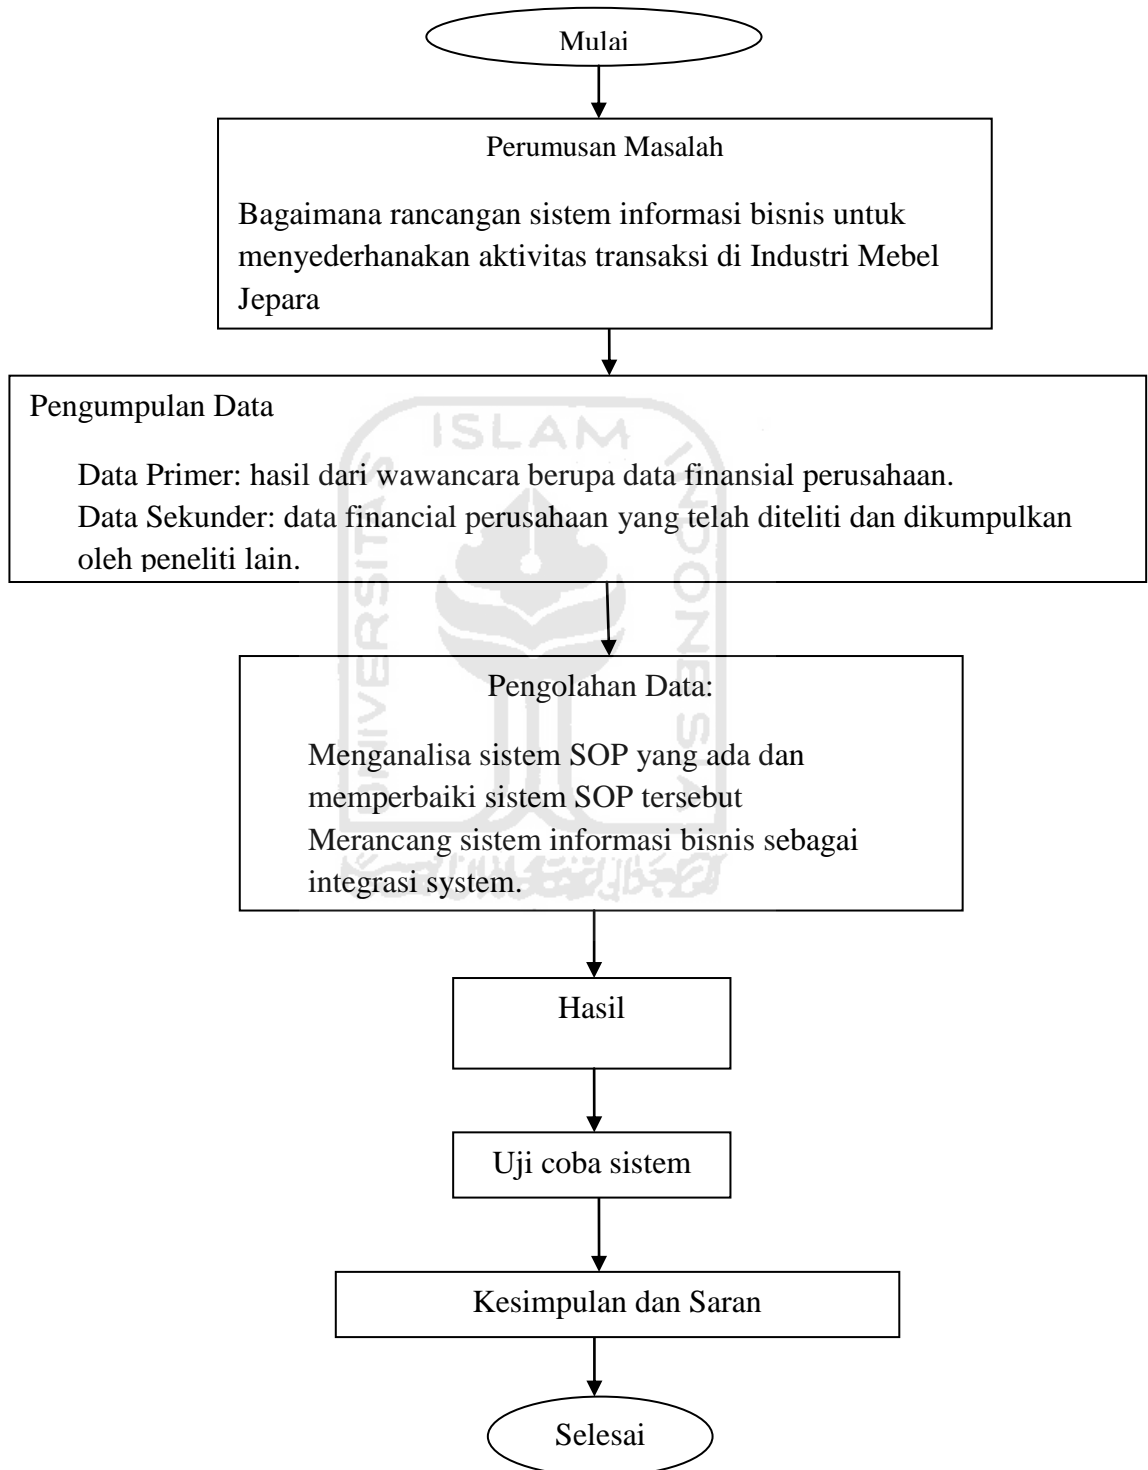 Mulai
Perumusan Masalah
Bagaimana rancangan sistem informasi bisnis untuk
menyederhanakan aktivitas transaksi di Industri Mebel
Jepara
Pengumpulan Data
Data Primer: hasil dari wawancara berupa data finansial perusahaan.
Data Sekunder: data financial perusahaan yang telah diteliti dan dikumpulkan
oleh peneliti lain.
Pengolahan Data:
Menganalisa sistem SOP yang ada dan
memperbaiki sistem SOP tersebut
Merancang sistem informasi bisnis sebagai
integrasi system.
Hasil
Uji coba sistem
Kesimpulan dan Saran
Selesai
UNIVERSITAS
ISLAM
INDONESIA